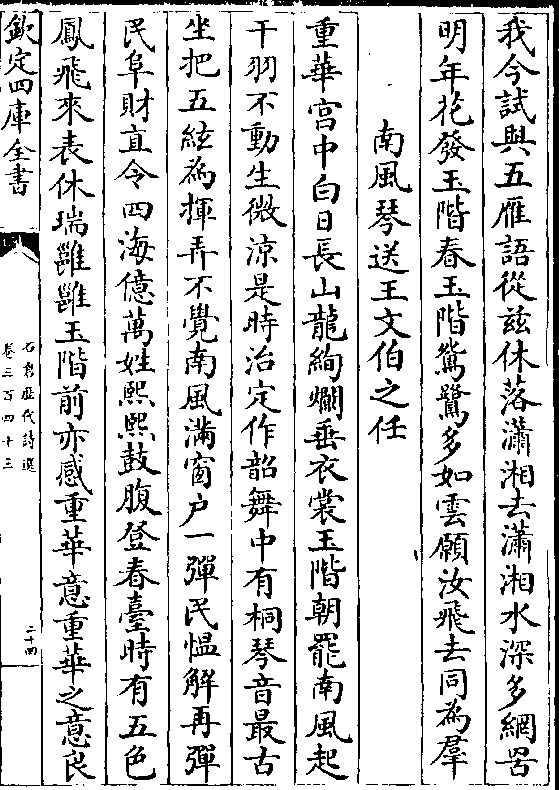 我今試與五雁語從兹休落瀟湘去瀟湘水深多網罟
明年花發玉階春玉階鴛鷺多如雲願汝飛去同為羣
南風琴送王文伯之任
重華宫中白日長山龍絢爛垂衣裳玉階朝罷南風起
干羽不動生微凉是時治定作韶舞中有桐琴音最古
坐把五絃為揮弄不覺南風滿窗户一彈民愠解再彈
民阜財直令四海億萬姓熙熙鼓腹登春臺時有五色
鳳飛來表休瑞雝雝玉階前亦感重華意重華之意良
欽定四庫全書
石倉歷代詩選
卷三百四十三
二十四